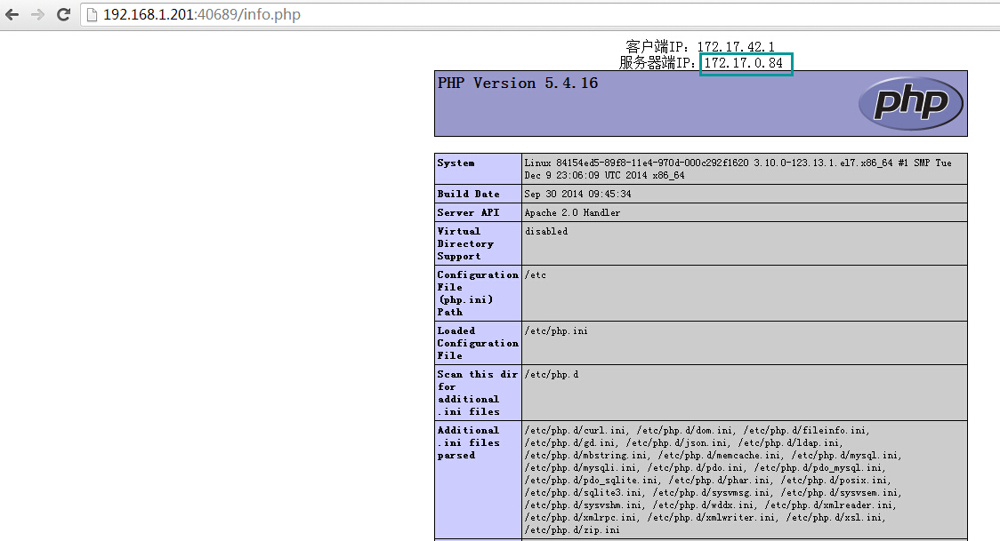 192.168.1.201:40689/info.php
客户端IP: 172.17.42.1
服务器端IP: 172.17.0.84
PHP Version 5.4.16
php
System
Linux 84154ed5-89f8-11e4-970d-000c292f1620 3.10.0-123.13.1.el7.x86_64 #1 SMP Tue
Dec 9 23:06:09 UTC 2014 x86_64
Build Date
Sep 30 2014 09:45:34
Server API
Apache 2.0 Handler
Virtual
Directory
Support
disabled
Configuration
File
(php.ini)
Path
/etc
Loaded
Configuration
File
/etc/php.ini
Scan this dir
for
additional
.ini files
/etc/php.d
Additional
.ini files
parsed
/etc/php.d/curl.ini, /etc/php.d/dom.ini, /etc/php.d/fileinfo.ini,
/etc/php.d/gd.ini, /etc/php.d/json.ini, /etc/php.d/ldap.ini,
/etc/php.d/mbstring.ini, /etc/php.d/memcache.ini, /etc/php.d/mysql.ini,
/etc/php.d/mysqli.ini, /etc/php.d/pdo.ini, /etc/php.d/pdo_mysql.ini,
/etc/php.d/pdo_sqlite.ini, /etc/php.d/phar.ini, /etc/php.d/posix.ini,
/etc/php.d/sqlite3.ini, /etc/php.d/sysvmsg.ini, /etc/php.d/sysvsem.ini,
/etc/php.d/sysvshm.ini, /etc/php.d/wddx.ini, /etc/php.d/xmlreader.ini,
/etc/php.d/xmlrpc.ini, /etc/php.d/xmlwriter.ini, /etc/php.d/xsl.ini,
/etc/php.d/zip.ini